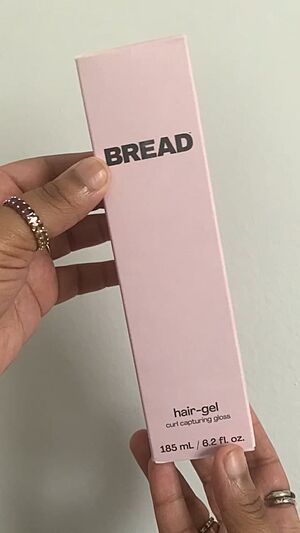 BREAD
hair-gel
curl capturing gloss
185 mL / 6.2 fl. oz.